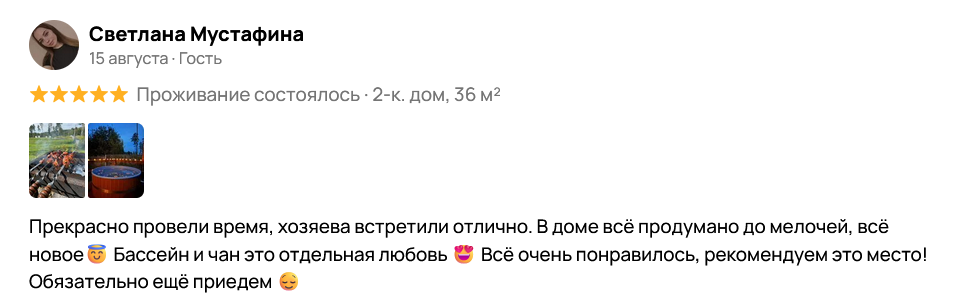 Светлана Мустафина
15 августа · Гость
Проживание состоялось · 2-к. дом, 36 м²
Прекрасно провели время, хозяева встретили отлично. В доме всё продумано до мелочей, всё
новое😇 Бассейн и чан это отдельная любовь 😍 Всё очень понравилось, рекомендуем это место!
Обязательно ещё приедем 😌